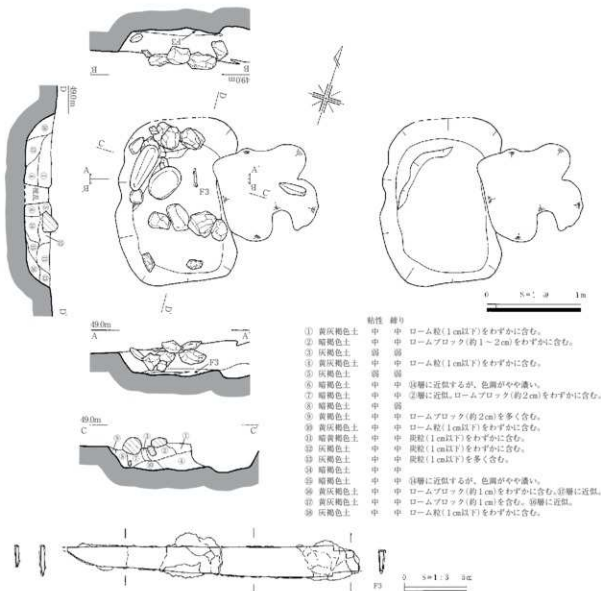 F3
B
B'
49.0m
D
D'
49.0m
C
A
B
A'
B'
C'
F3
D'
D'
0 1m
49.0m
A
A'
F3
49.0m
C
C'
粘性 締り
① 黄灰褐色土 中 中 ローム粒(1㎝以下)をわずかに含む。
② 暗褐色土 中 中 ロームブロック(約1～2㎝)をわずかに含む。
③ 灰褐色土 弱 弱
④ 黄灰褐色土 中 中 ローム粒(1㎝以下)をわずかに含む。
⑤ 灰褐色土 弱 弱
⑥ 暗褐色土 中 中 ⑭層に近似するが、色調がやや濃い。
⑦ 暗褐色土 中 中 ②層に近似。ロームブロック(約2㎝)をわずかに含む。
⑧ 暗褐色土 中 弱
⑨ 黄褐色土 中 中 ロームブロック(約2㎝)を多く含む。
⑩ 黄灰褐色土 中 中 ローム粒(1㎝以下)をわずかに含む。
⑪ 暗黄褐色土 中 中 炭粒(1㎝以下)をわずかに含む。
⑫ 灰褐色土 中 中 炭粒(1㎝以下)をわずかに含む。
⑬ 灰褐色土 中 中 炭粒(1㎝以下)を多く含む。
⑭ 暗褐色土 中 中
⑮ 暗褐色土 中 中 ⑭層に近似するが、色調がやや濃い。
⑯ 黄灰褐色土 中 中 ロームブロック(約1㎝)をわずかに含む。⑰層に近似。
⑰ 黄灰褐色土 中 中 ロームブロック(約1㎝)を含む。⑯層に近似。
⑱ 灰褐色土 中 中 ローム粒(1㎝以下)をわずかに含む。
F3
0 S=1:3